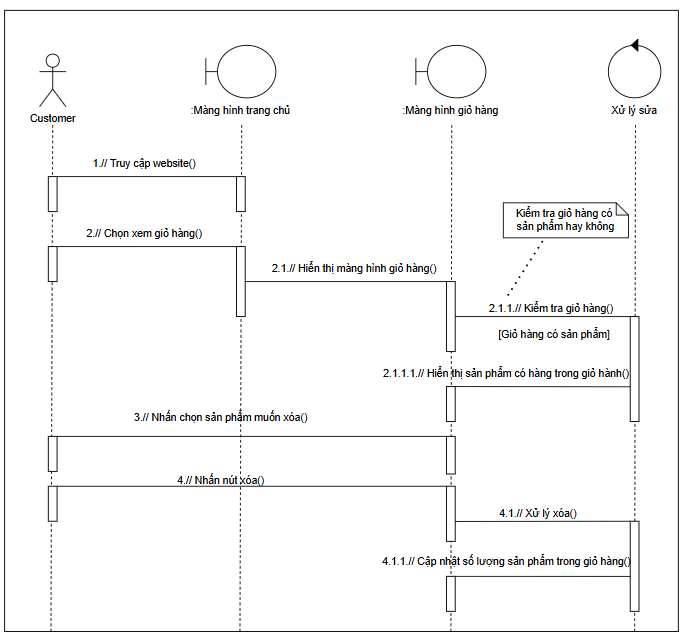 Customer
:Màng hình trang chủ
:Màng hình giỏ hàng
Xử lý sửa
1.// Truy cập website()
Kiểm tra giỏ hàng có
sản phẩm hay không
2.// Chọn xem giỏ hàng()
2.1.// Hiển thị màng hình giỏ hàng()
2.1.1.// Kiểm tra giỏ hàng()
[Giỏ hàng có sản phẩm]
2.1.1.1.// Hiển thị sản phẩm có hàng trong giỏ hành()
3.// Nhấn chọn sản phẩm muốn xóa()
4.// Nhấn nút xóa()
4.1.// Xử lý xóa()
4.1.1.// Cập nhật số lượng sản phẩm trong giỏ hàng()